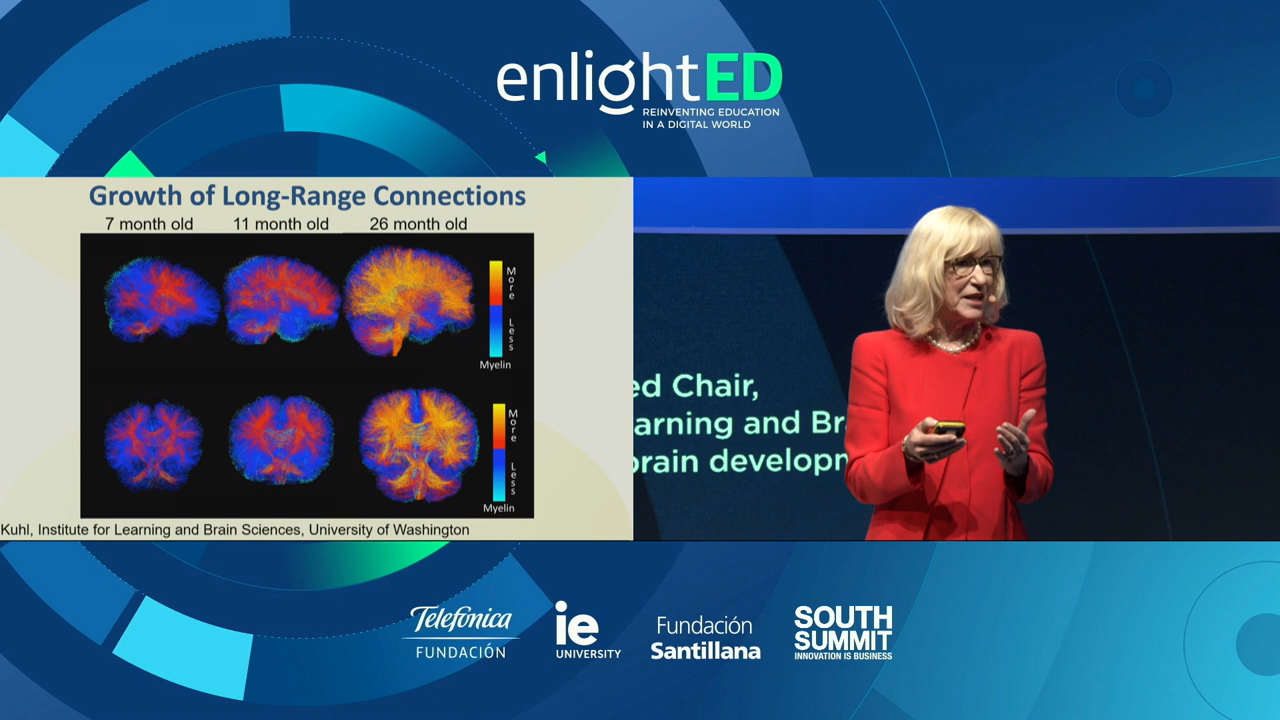 enlightED
REINVENTING EDUCATION
IN A DIGITAL WORLD
Growth of Long-Range Connections
7 month old 11 month old 26 month old
More
Less
Myelin
More
Less
Myelin
Kuhl, Institute for Learning and Brain Sciences, University of Washington
ed Chair,
arning and Br
brain developm
Telefónica
FUNDACIÓN
ie
UNIVERSITY
Fundación
Santillana
SOUTH
SUMMIT
INNOVATION IS BUSINESS